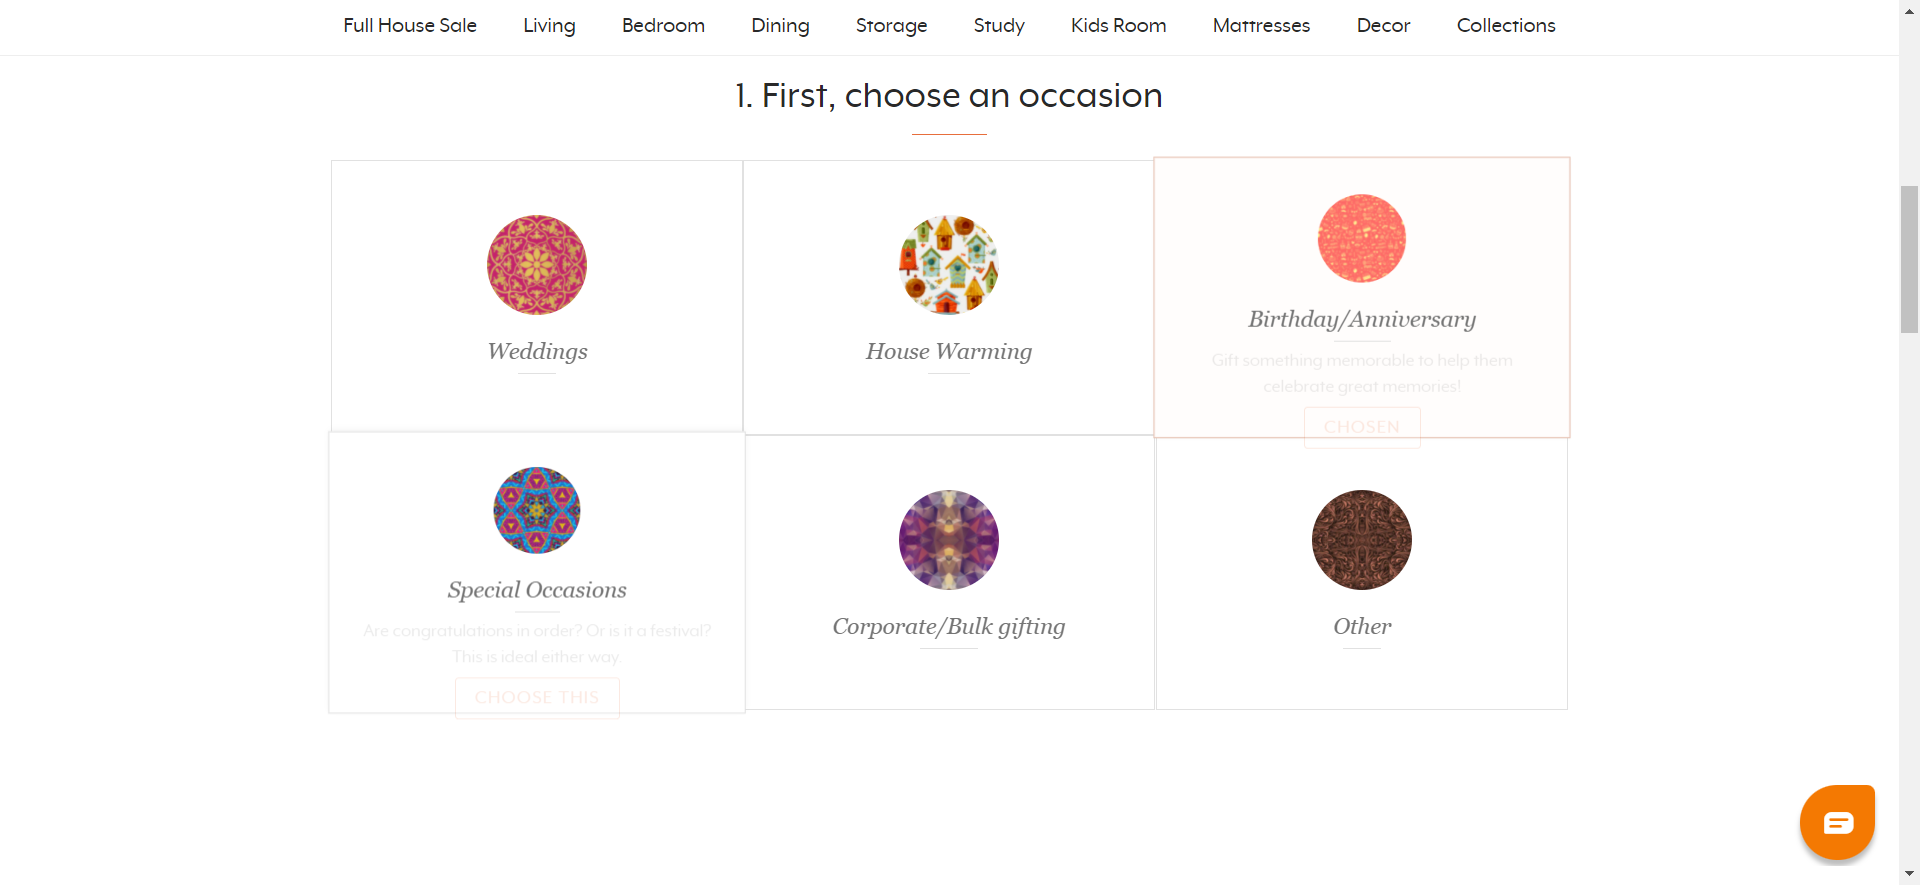 Full House Sale Living Bedroom Dining Storage Study Kids Room Mattresses Decor Collections
1. First, choose an occasion
Weddings
House Warming
Birthday/Anniversary
Gift something memorable to help them
celebrate great memories!
CHOSEN
Special Occasions
Are congratulations in order? Or is it a festival?
This is ideal either way.
CHOOSE THIS
Corporate/Bulk gifting
Other